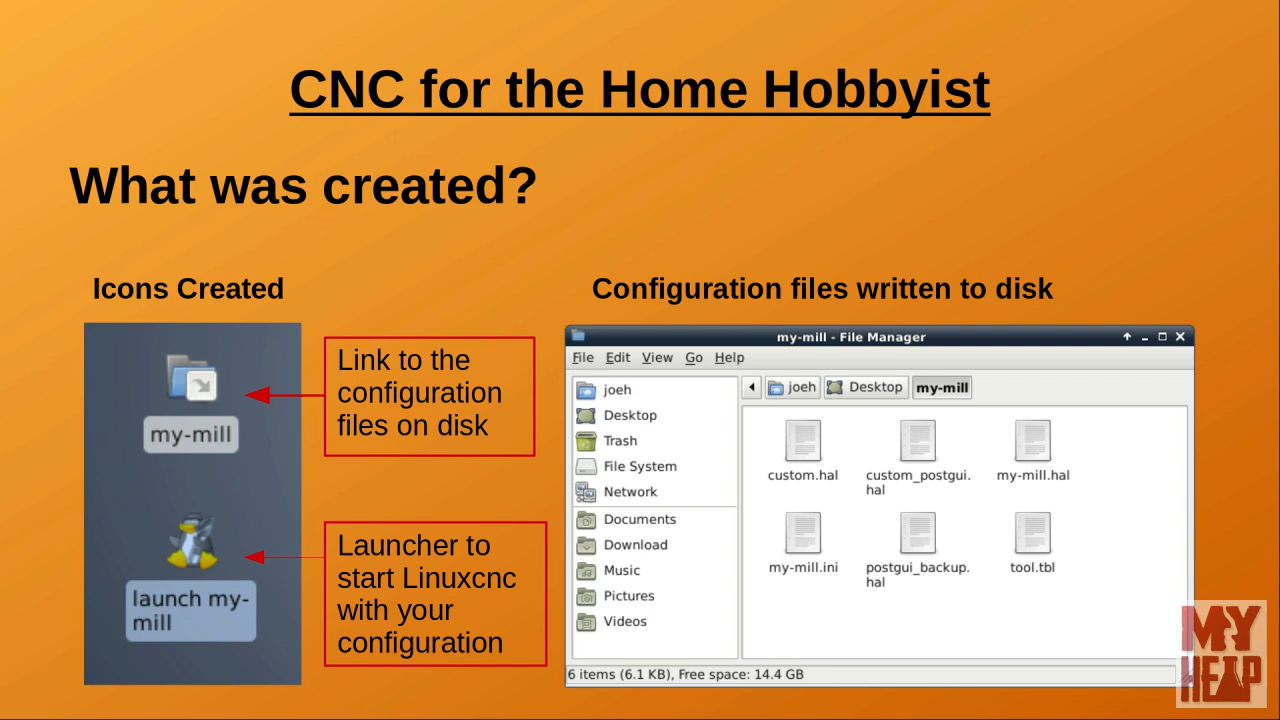 CNC for the Home Hobbyist
What was created?
Icons Created
my-mill
launch my-
mill
Link to the
configuration
files on disk
Launcher to
start Linuxcnc
with your
configuration
Configuration files written to disk
my-mill - File Manager
File Edit View Go Help
joeh
Desktop
Trash
File System
Network
Documents
Download
Music
Pictures
Videos
joeh Desktop my-mill
custom.hal
custom_postgui.
hal
my-mill.hal
my-mill.ini
postgui_backup.
hal
tool.tbl
6 items (6.1 KB), Free space: 14.4 GB
MY
HEAP